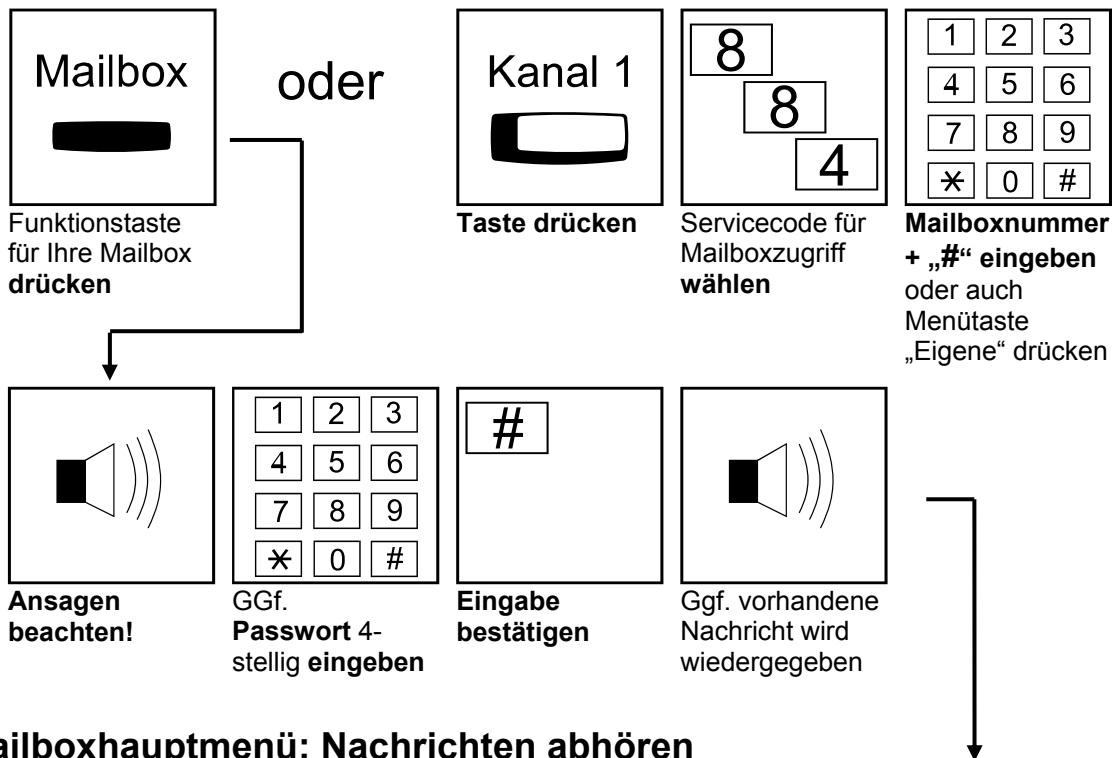 Mailbox
oder
Kanal 1
8
8
4
1 2 3
4 5 6
7 8 9
* 0 #
Funktionstaste
für Ihre Mailbox
drücken
Taste drücken
Servicecode für
Mailboxzugriff
wählen
Mailboxnummer
+ „#“ eingeben
oder auch
Menütaste
„Eigene“ drücken
1 2 3
4 5 6
7 8 9
* 0 #
#
Ansagen
beachten!
GGf.
Passwort 4-
stellig eingeben
Eingabe
bestätigen
Ggf. vorhandene
Nachricht wird
wiedergegeben
ailboxhauptmenü: Nachrichten abhören